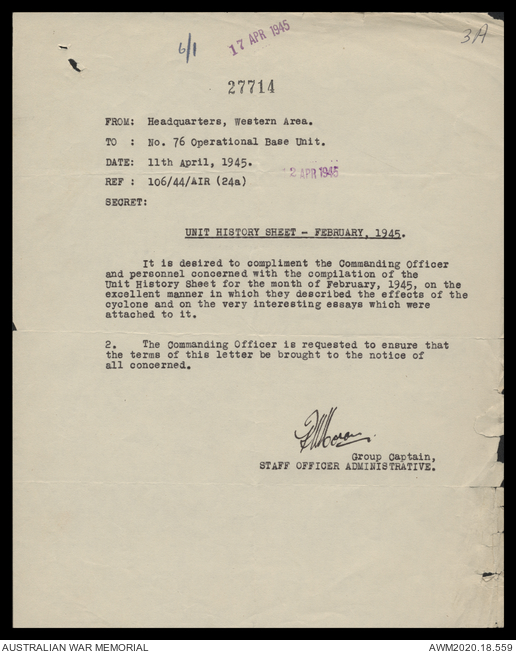 6/1
17 APR 1945
3A
27714
FROM: Headquarters, Western Area.
TO : No. 76 Operational Base Unit.
DATE: 11th April, 1945.
12 APR 1945
REF : 106/44/AIR (24a)
SECRET:
UNIT HISTORY SHEET - FEBRUARY, 1945.
It is desired to compliment the Commanding Officer
and personnel concerned with the compilation of the
Unit History Sheet for the month of February, 1945, on the
excellent manner in which they described the effects of the
cyclone and on the very interesting essays which were
attached to it.
2. The Commanding Officer is requested to ensure that
the terms of this letter be brought to the notice of
all concerned.
Group Captain,
STAFF OFFICER ADMINISTRATIVE.
AUSTRALIAN WAR MEMORIAL
AWM2020.18.559